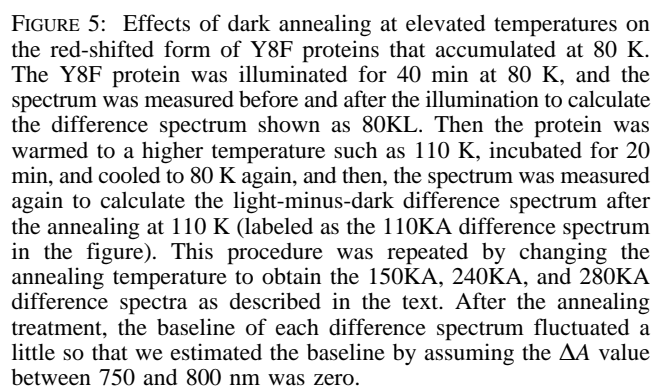 FIGURE 5: Effects of dark annealing at elevated temperatures on
the red-shifted form of Y8F proteins that accumulated at 80 K.
The Y8F protein was illuminated for 40 min at 80 K, and the
spectrum was measured before and after the illumination to calculate
the difference spectrum shown as 80KL. Then the protein was
warmed to a higher temperature such as 110 K, incubated for 20
min, and cooled to 80 K again, and then, the spectrum was measured
again to calculate the light-minus-dark difference spectrum after
the annealing at 110 K (labeled as the 110KA difference spectrum
in the figure). This procedure was repeated by changing the
annealing temperature to obtain the 150KA, 240KA, and 280KA
difference spectra as described in the text. After the annealing
treatment, the baseline of each difference spectrum fluctuated a
little so that we estimated the baseline by assuming the ΔA value
between 750 and 800 nm was zero.